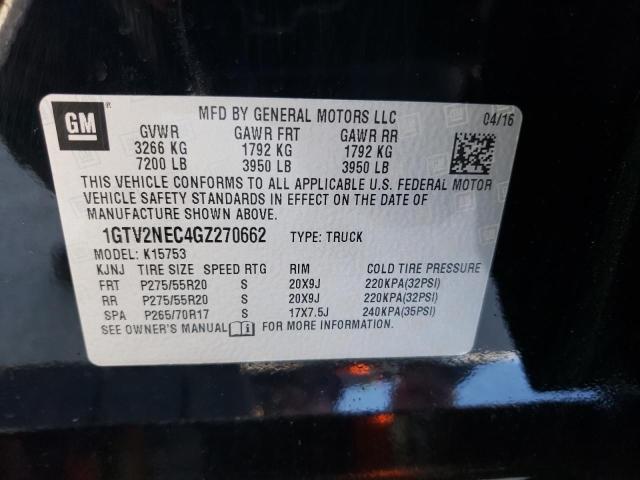 GM ®
MFD BY GENERAL MOTORS LLC 04/16
GVWR GAWR FRT GAWR RR
3266 KG 1792 KG 1792 KG
7200 LB 3950 LB 3950 LB
THIS VEHICLE CONFORMS TO ALL APPLICABLE U.S. FEDERAL MOTOR
VEHICLE SAFETY STANDARDS IN EFFECT ON THE DATE OF
MANUFACTURE SHOWN ABOVE.
1GTV2NEC4GZ270662 TYPE: TRUCK
MODEL: K15753
KJNJ TIRE SIZE SPEED RTG RIM COLD TIRE PRESSURE
FRT P275/55R20 S 20X9J 220KPA(32PSI)
RR P275/55R20 S 20X9J 220KPA(32PSI)
SPA P265/70R17 S 17X7.5J 240KPA(35PSI)
SEE OWNER'S MANUAL FOR MORE INFORMATION.